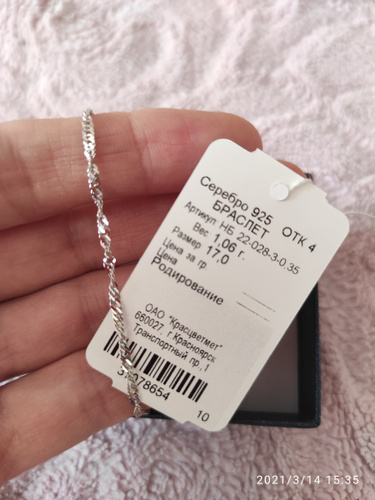 Серебро 925 ОТК 4
БРАСЛЕТ
Артикул НБ 22-028-3-0.35
Вес 1,06 г.
Размер 17,0
Цена за гр
Цена
Родирование
ОАО "Красцветмет"
660027, г.Красноярск
Транспортный пр.,1
078654
10
2021/3/14 15:35